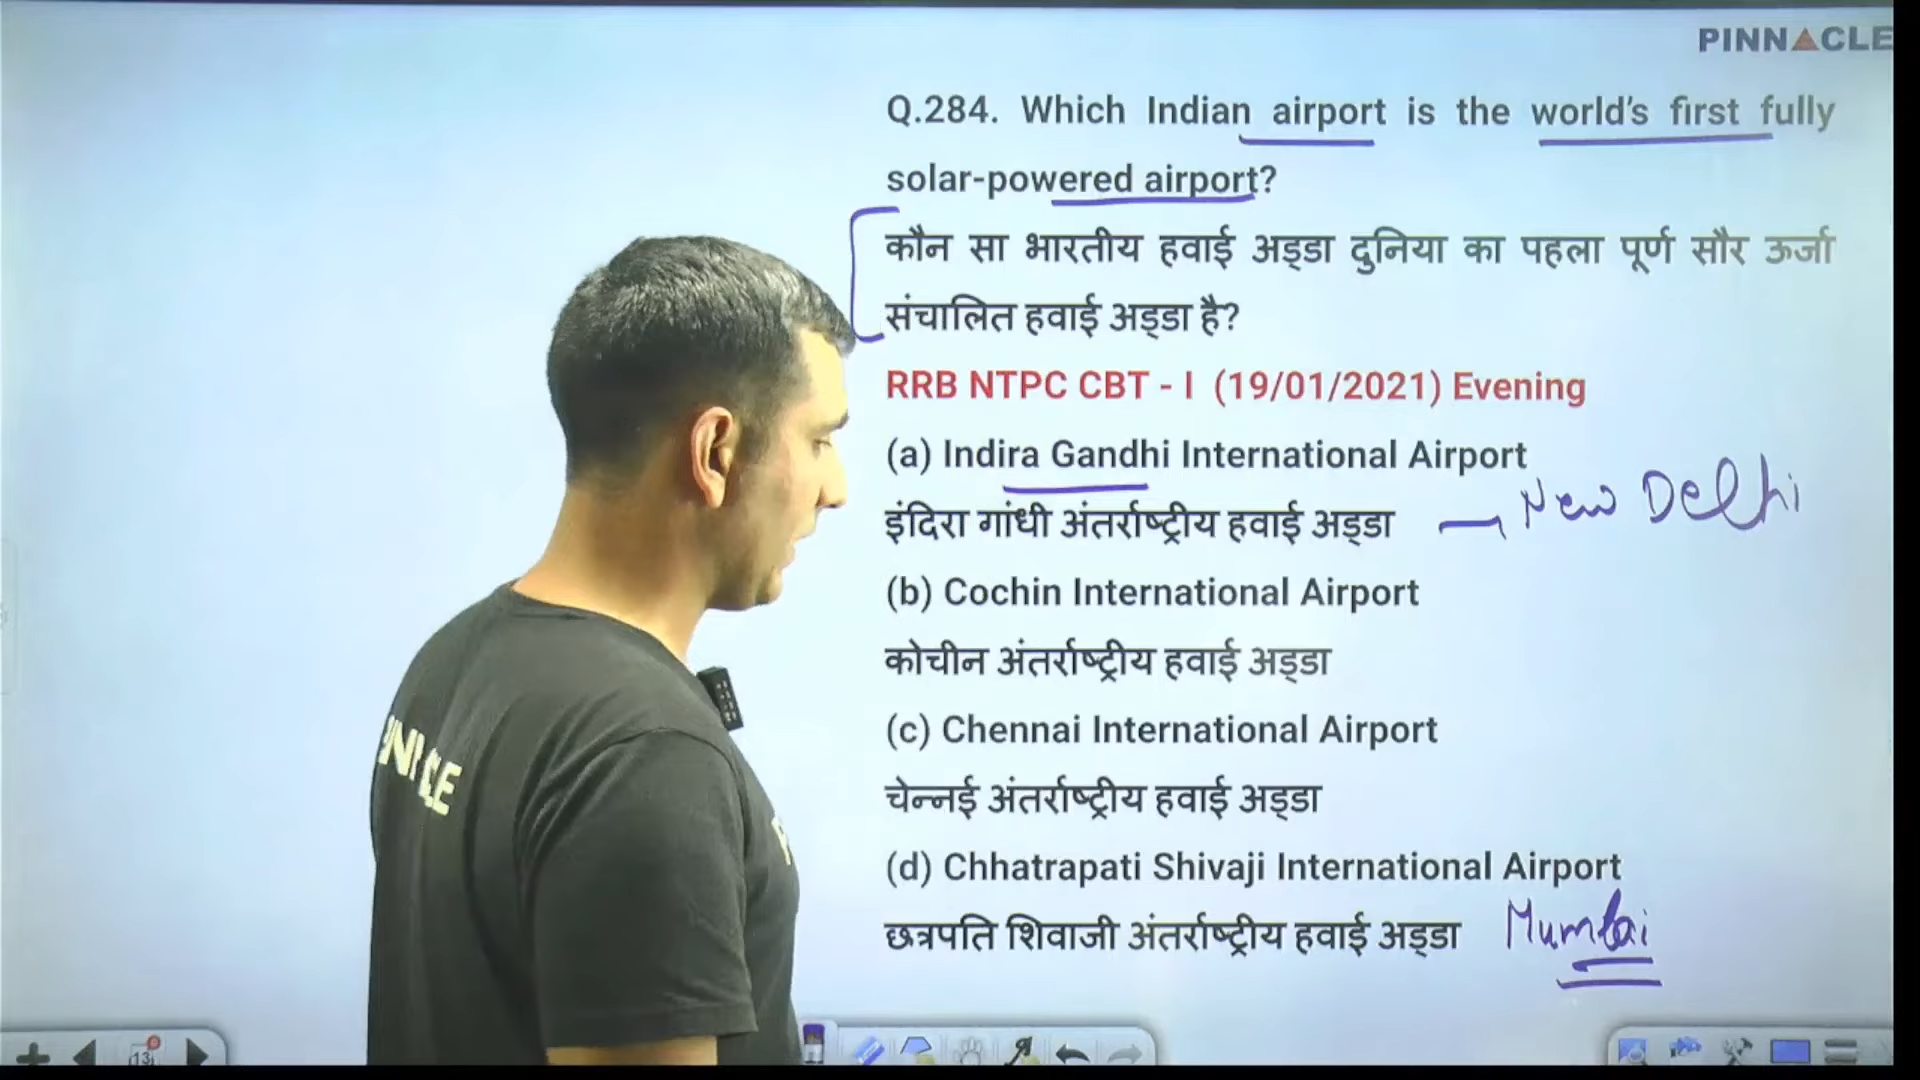 PINNACLE
Q.284. Which Indian airport is the world's first fully
solar-powered airport?
कौन सा भारतीय हवाई अड्डा दुनिया का पहला पूर्ण सौर ऊर्जा
संचालित हवाई अड्डा है?
RRB NTPC CBT - I (19/01/2021) Evening
(a) Indira Gandhi International Airport
इंदिरा गांधी अंतर्राष्ट्रीय हवाई अड्डा
New Delhi
(b) Cochin International Airport
कोचीन अंतर्राष्ट्रीय हवाई अड्डा
(c) Chennai International Airport
चेन्नई अंतर्राष्ट्रीय हवाई अड्डा
(d) Chhatrapati Shivaji International Airport
छत्रपति शिवाजी अंतर्राष्ट्रीय हवाई अड्डा Mumbai
13